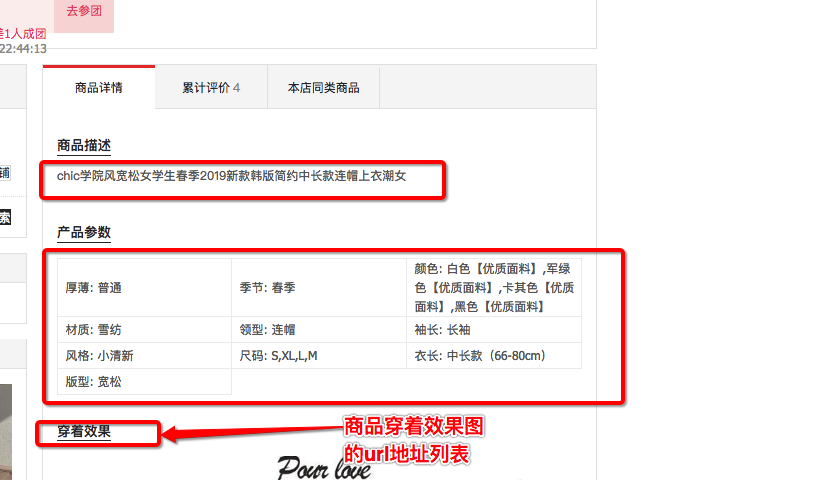 去参团
差1人成团
22:44:13
商品详情
累计评价 4
本店同类商品
商品描述
铺
chic学院风宽松女学生春季2019新款韩版简约中长款连帽上衣潮女
索
产品参数
厚薄: 普通
季节: 春季
颜色: 白色【优质面料】,军绿
色【优质面料】,卡其色【优质
面料】,黑色【优质面料】
材质: 雪纺
领型: 连帽
袖长: 长袖
风格: 小清新
尺码: S,XL,L,M
衣长: 中长款（66-80cm）
版型: 宽松
穿着效果
商品穿着效果图
的url地址列表
Pour love